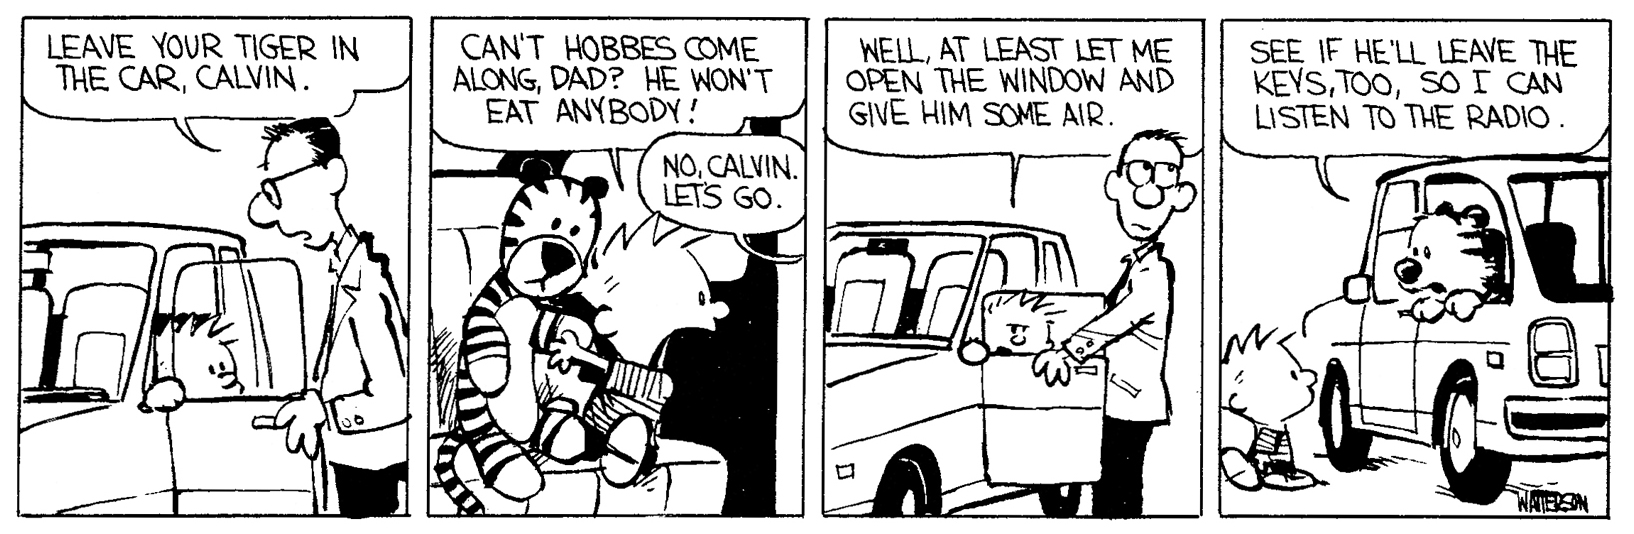 LEAVE YOUR TIGER IN
THE CAR, CALVIN.
CAN'T HOBBES COME
ALONG, DAD? HE WON'T
EAT ANYBODY!
NO, CALVIN.
LET'S GO.
WELL, AT LEAST LET ME
OPEN THE WINDOW AND
GIVE HIM SOME AIR.
SEE IF HE'LL LEAVE THE
KEYS, TOO, SO I CAN
LISTEN TO THE RADIO.
WATTERSON